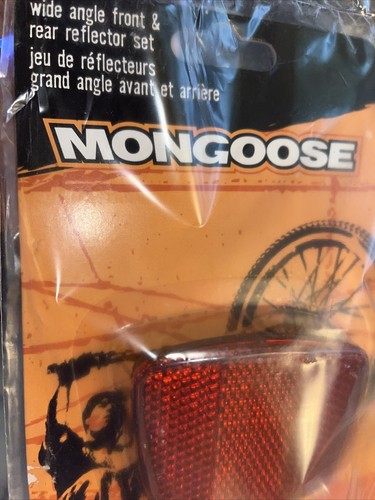 wide angle front &
rear reflector set
jeu de réflecteurs
grand angle avant et arrière
MONGOOSE